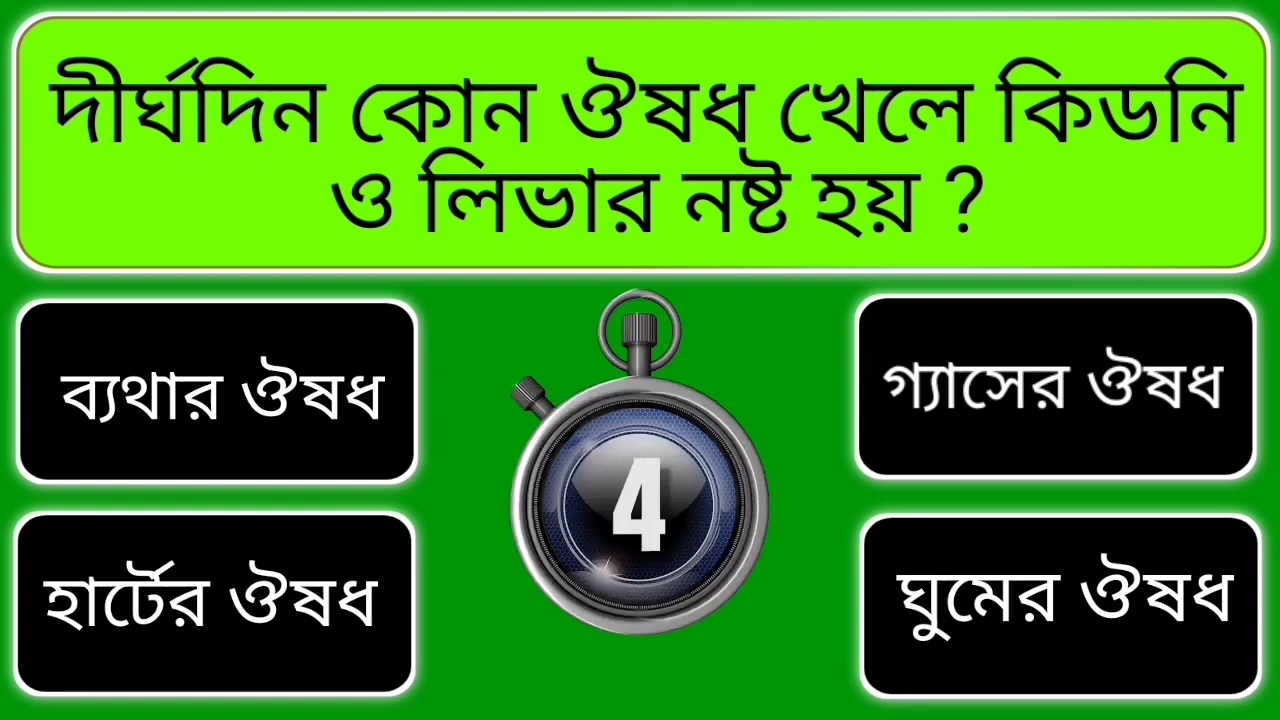 দীর্ঘদিন কোন ঔষধ খেলে কিডনি
ও লিভার নষ্ট হয় ?
ব্যথার ঔষধ
গ্যাসের ঔষধ
4
হার্টের ঔষধ
ঘুমের ঔষধ